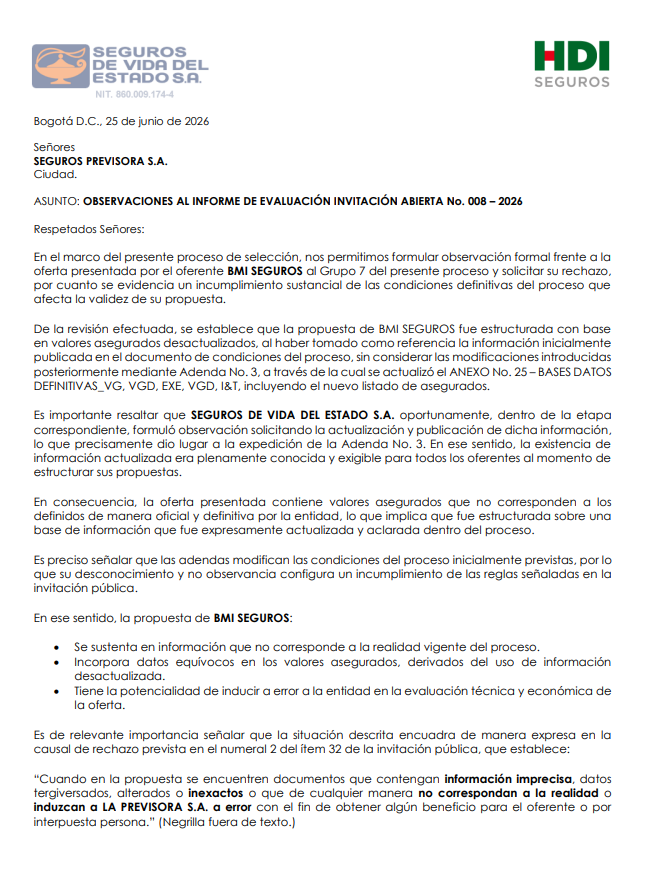 SEGUROS
DE VIDA DEL
ESTADO S.A.
NIT. 860.009.174-4
HDI
SEGUROS
Bogotá D.C., 25 de junio de 2026
Señores
SEGUROS PREVISORA S.A.
Ciudad.
ASUNTO: OBSERVACIONES AL INFORME DE EVALUACIÓN INVITACIÓN ABIERTA No. 008 – 2026
Respetados Señores:
En el marco del presente proceso de selección, nos permitimos formular observación formal frente a la
oferta presentada por el oferente BMI SEGUROS al Grupo 7 del presente proceso y solicitar su rechazo,
por cuanto se evidencia un incumplimiento sustancial de las condiciones definitivas del proceso que
afecta la validez de su propuesta.
De la revisión efectuada, se establece que la propuesta de BMI SEGUROS fue estructurada con base
en valores asegurados desactualizados, al haber tomado como referencia la información inicialmente
publicada en el documento de condiciones del proceso, sin considerar las modificaciones introducidas
posteriormente mediante Adenda No. 3, a través de la cual se actualizó el ANEXO No. 25 – BASES DATOS
DEFINITIVAS_VG, VGD, EXE, VGD, I&T, incluyendo el nuevo listado de asegurados.
Es importante resaltar que SEGUROS DE VIDA DEL ESTADO S.A. oportunamente, dentro de la etapa
correspondiente, formuló observación solicitando la actualización y publicación de dicha información,
lo que precisamente dio lugar a la expedición de la Adenda No. 3. En ese sentido, la existencia de
información actualizada era plenamente conocida y exigible para todos los oferentes al momento de
estructurar sus propuestas.
En consecuencia, la oferta presentada contiene valores asegurados que no corresponden a los
definidos de manera oficial y definitiva por la entidad, lo que implica que fue estructurada sobre una
base de información que fue expresamente actualizada y aclarada dentro del proceso.
Es preciso señalar que las adendas modifican las condiciones del proceso inicialmente previstas, por lo
que su desconocimiento y no observancia configura un incumplimiento de las reglas señaladas en la
invitación pública.
En ese sentido, la propuesta de BMI SEGUROS:
• Se sustenta en información que no corresponde a la realidad vigente del proceso.
• Incorpora datos equívocos en los valores asegurados, derivados del uso de información
desactualizada.
• Tiene la potencialidad de inducir a error a la entidad en la evaluación técnica y económica de
la oferta.
Es de relevante importancia señalar que la situación descrita encuadra de manera expresa en la
causal de rechazo prevista en el numeral 2 del ítem 32 de la invitación pública, que establece:
“Cuando en la propuesta se encuentren documentos que contengan información imprecisa, datos
tergiversados, alterados o inexactos o que de cualquier manera no correspondan a la realidad o
induzcan a LA PREVISORA S.A. a error con el fin de obtener algún beneficio para el oferente o por
interpuesta persona.” (Negrilla fuera de texto.)